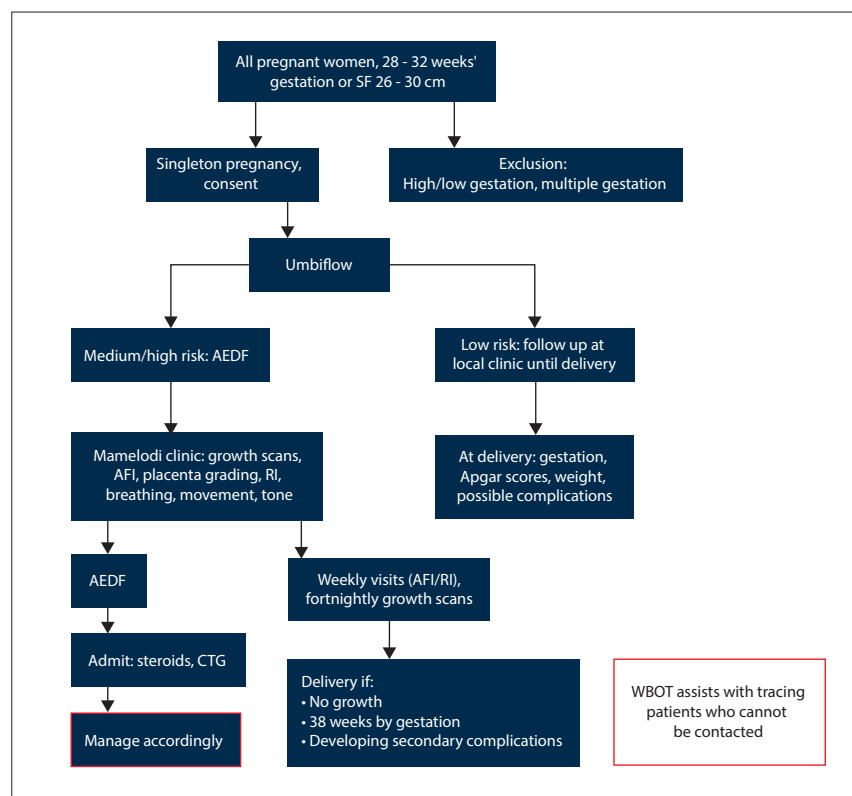 All pregnant women, 28 - 32 weeks'
gestation or SF 26 - 30 cm
Singleton pregnancy,
consent
Exclusion:
High/low gestation, multiple gestation
Umbiflow
Medium/high risk: AEDF
Low risk: follow up at
local clinic until delivery
Mamelodi clinic: growth scans,
AFI, placenta grading, RI,
breathing, movement, tone
At delivery: gestation,
Apgar scores, weight,
possible complications
AEDF
Weekly visits (AFI/RI),
fortnightly growth scans
Admit: steroids, CTG
Delivery if:
• No growth
• 38 weeks by gestation
• Developing secondary complications
Manage accordingly
WBOT assists with tracing
patients who cannot
be contacted